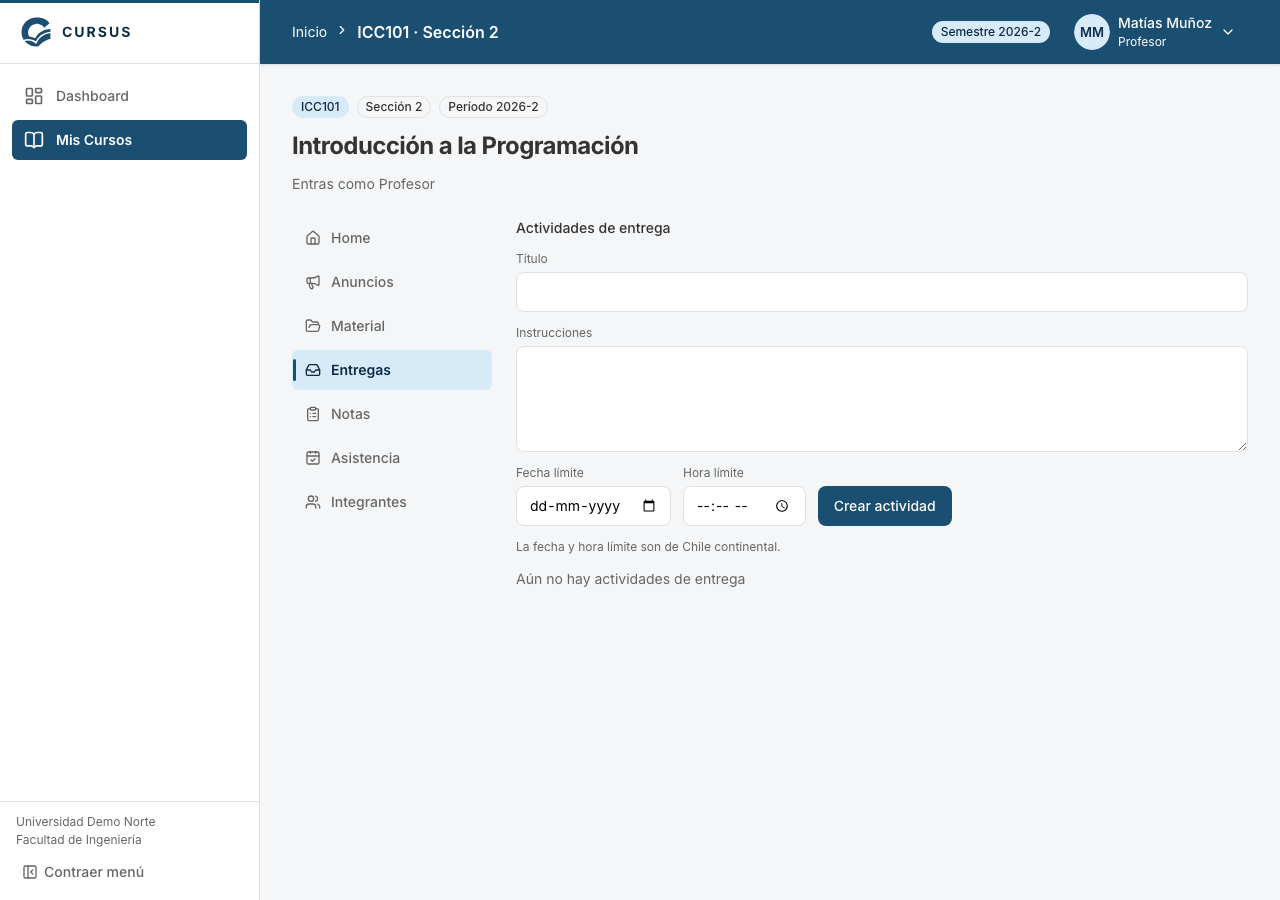 CURSUS
Inicio
ICC101 · Sección 2
Semestre 2026-2
MM
Matías Muñoz
Profesor
Dashboard
Mis Cursos
ICC101
Sección 2
Período 2026-2
Introducción a la Programación
Entras como Profesor
Home
Anuncios
Material
Entregas
Notas
Asistencia
Integrantes
Actividades de entrega
Título
Instrucciones
Fecha límite
Hora límite
dd-mm-yyyy
--:-- --
Crear actividad
La fecha y hora límite son de Chile continental.
Aún no hay actividades de entrega
Universidad Demo Norte
Facultad de Ingeniería
Contraer menú